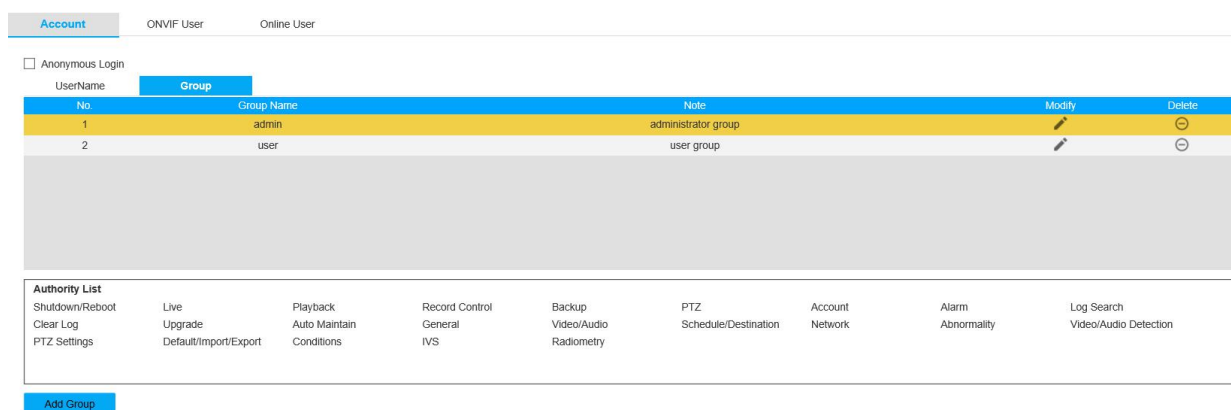 Account ONVIF User Online User
Anonymous Login
UserName Group
No. Group Name Note Modify Delete
1 admin administrator group
2 user user group
Authority List
Shutdown/Reboot Live Playback Record Control Backup PTZ Account Alarm Log Search
Clear Log Upgrade Auto Maintain General Video/Audio Schedule/Destination Network Abnormality Video/Audio Detection
PTZ Settings Default/Import/Export Conditions IVS Radiometry
Add Group